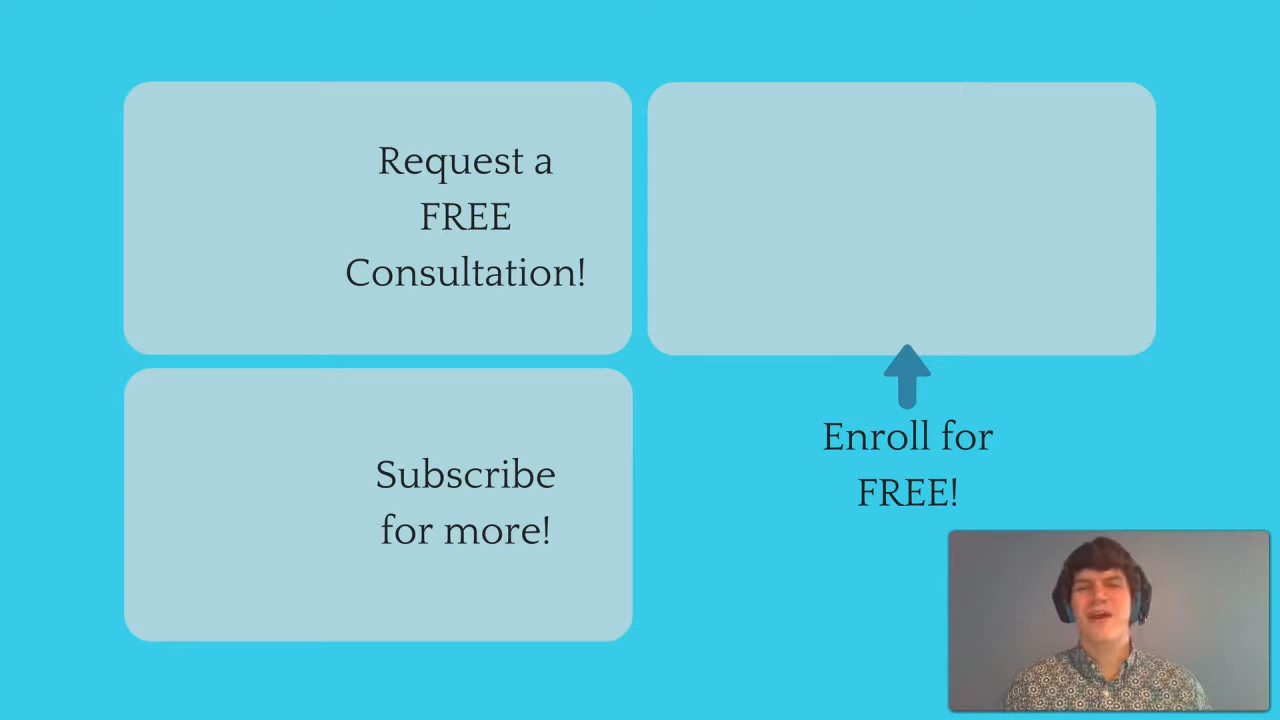 Request a
FREE
Consultation!
Enroll for
FREE!
Subscribe
for more!